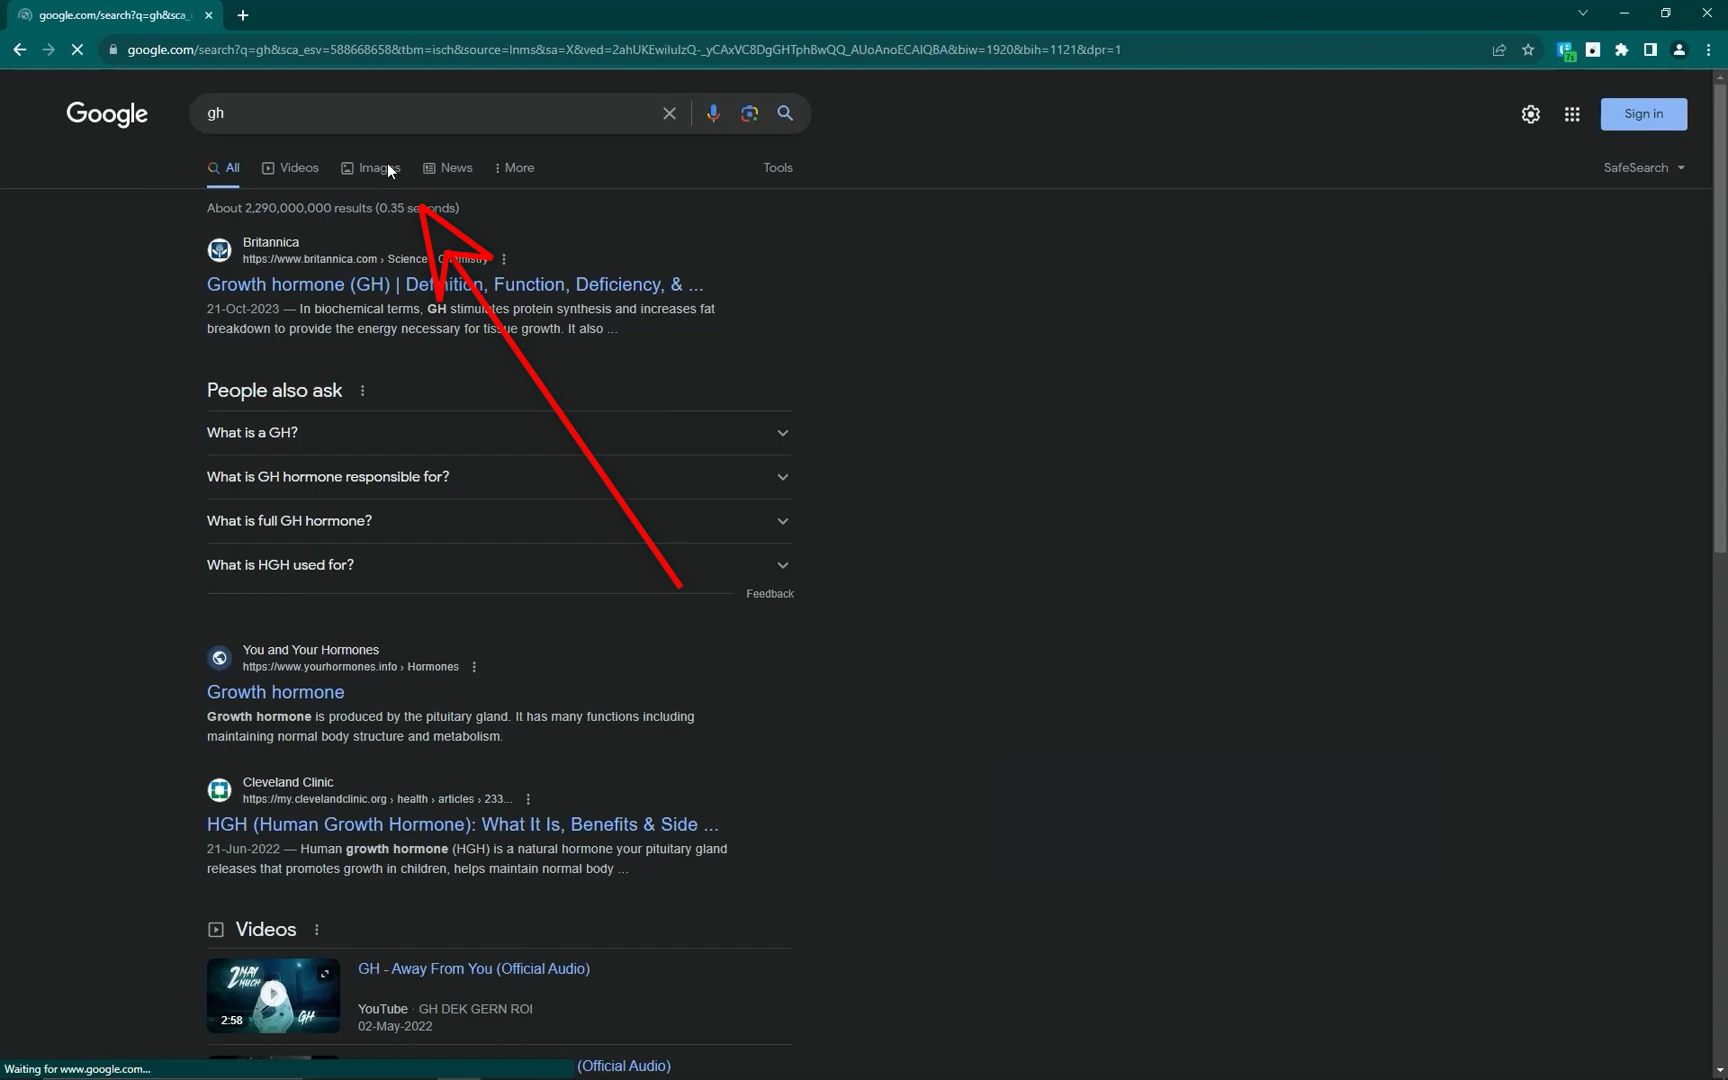 google.com/search?q=gh&sca_
google.com/search?q=gh&sca_esv=588668658&tbm=isch&source=lnms&sa=X&ved=2ahUKEwiluIzQ-_yCAxVC8DgGHTph8wQQ_AUoAnoECAIQBA&biw=1920&bih=1121&dpr=1
Google
gh
Sign in
All
Videos
Images
News
More
Tools
SafeSearch
About 2,290,000,000 results (0.35 seconds)
Britannica
https://www.britannica.com › Science › Chemistry
Growth hormone (GH) | Definition, Function, Deficiency, & ...
21-Oct-2023 — In biochemical terms, GH stimulates protein synthesis and increases fat
breakdown to provide the energy necessary for tissue growth. It also ...
People also ask
What is a GH?
What is GH hormone responsible for?
What is full GH hormone?
What is HGH used for?
Feedback
You and Your Hormones
https://www.yourhormones.info › Hormones
Growth hormone
Growth hormone is produced by the pituitary gland. It has many functions including
maintaining normal body structure and metabolism.
Cleveland Clinic
https://my.clevelandclinic.org › health › articles › 233...
HGH (Human Growth Hormone): What It Is, Benefits & Side ...
21-Jun-2022 — Human growth hormone (HGH) is a natural hormone your pituitary gland
releases that promotes growth in children, helps maintain normal body ...
Videos
2 MAY
MUCH
GH
2:58
GH - Away From You (Official Audio)
YouTube · GH DEK GERN ROI
02-May-2022
(Official Audio)
Waiting for www.google.com...